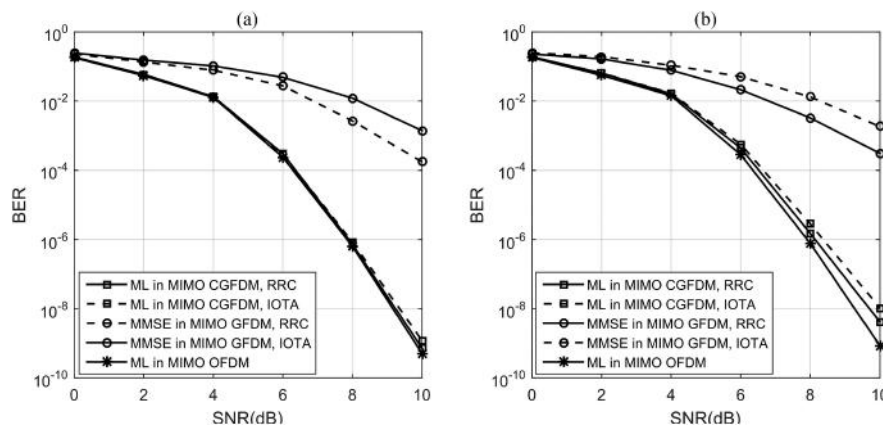 (a)
BER
10^0
10^-2
10^-4
10^-6
10^-8
10^-10
ML in MIMO CGFDM, RRC
ML in MIMO CGFDM, IOTA
MMSE in MIMO GFDM, RRC
MMSE in MIMO GFDM, IOTA
ML in MIMO OFDM
0 2 4 6 8 10
SNR(dB)
(b)
BER
10^0
10^-2
10^-4
10^-6
10^-8
10^-10
ML in MIMO CGFDM, RRC
ML in MIMO CGFDM, IOTA
MMSE in MIMO GFDM, RRC
MMSE in MIMO GFDM, IOTA
ML in MIMO OFDM
0 2 4 6 8 10
SNR(dB)